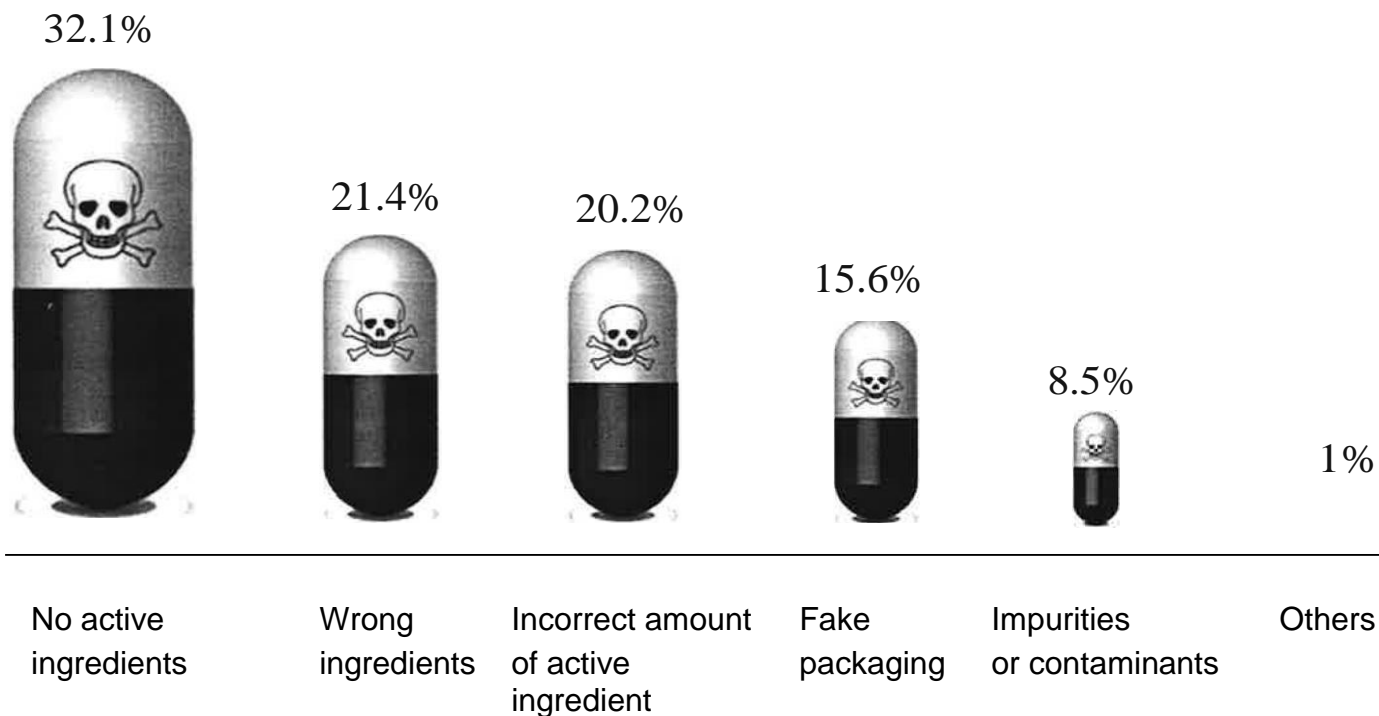 32.1%
21.4%
20.2%
15.6%
8.5%
1%
No active
ingredients
Wrong
ingredients
Incorrect amount
of active
ingredient
Fake
packaging
Impurities
or contaminants
Others